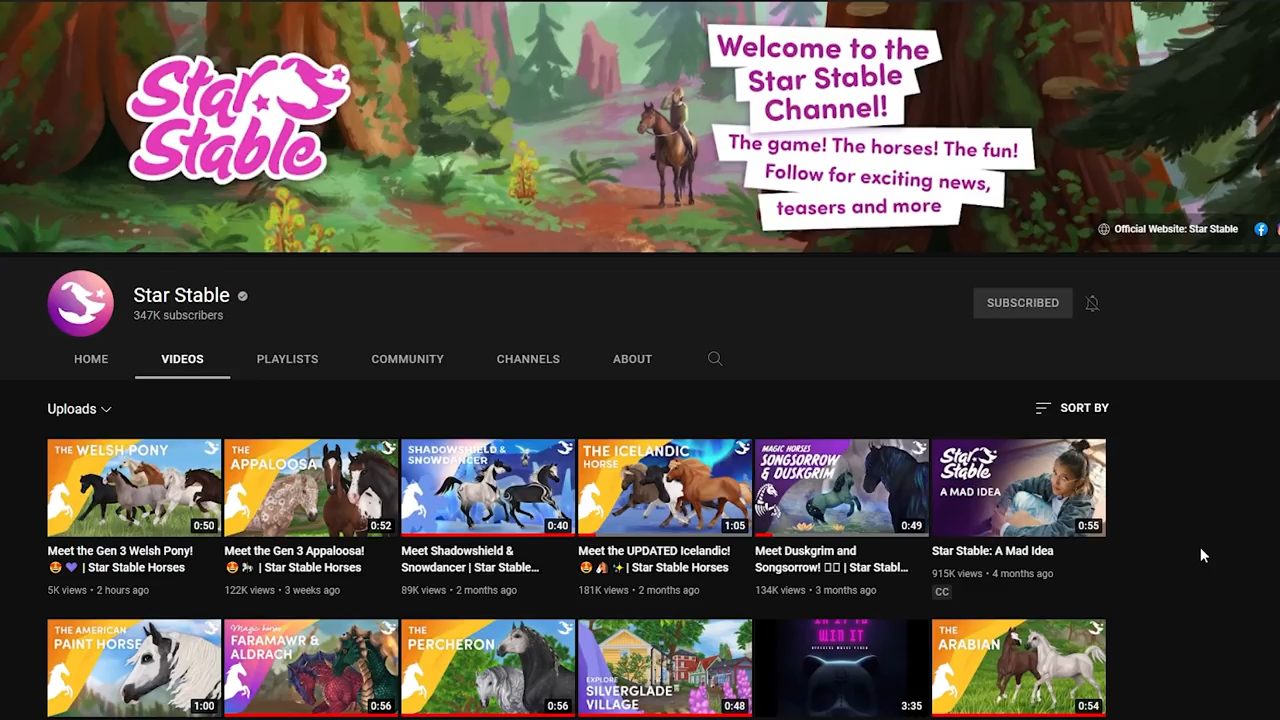 Star
Stable
Welcome to the
Star Stable
Channel!
The game! The horses! The fun!
Follow for exciting news,
teasers and more
Official Website: Star Stable
Star Stable
347K subscribers
SUBSCRIBED
HOME
VIDEOS
PLAYLISTS
COMMUNITY
CHANNELS
ABOUT
Uploads
SORT BY
THE WELSH PONY
0:50
Meet the Gen 3 Welsh Pony!
😍 💜 | Star Stable Horses
5K views • 2 hours ago
THE
APPALOOSA
0:52
Meet the Gen 3 Appaloosa!
😍 🐎 | Star Stable Horses
122K views • 3 weeks ago
SHADOWSHIELD &
SNOWDANCER
0:40
Meet Shadowshield &
Snowdancer | Star Stable...
89K views • 2 months ago
THE ICELANDIC
HORSE
1:05
Meet the UPDATED Icelandic!
😍 🐴 ✨ | Star Stable Horses
181K views • 2 months ago
MAGIC HORSES
SONGSORROW
& DUSKGRIM
0:49
Meet Duskgrim and
Songsorrow! | Star Stabl...
134K views • 3 months ago
Star
Stable
A MAD IDEA
0:55
Star Stable: A Mad Idea
915K views • 4 months ago
CC
THE AMERICAN
PAINT HORSE
1:00
Magic horses
FARAMAWR &
ALDRACH
0:56
THE
PERCHERON
0:56
EXPLORE
SILVERGLADE
VILLAGE
0:48
WIN IT
OFFICIAL MUSIC VIDEO
3:35
THE
ARABIAN
0:54